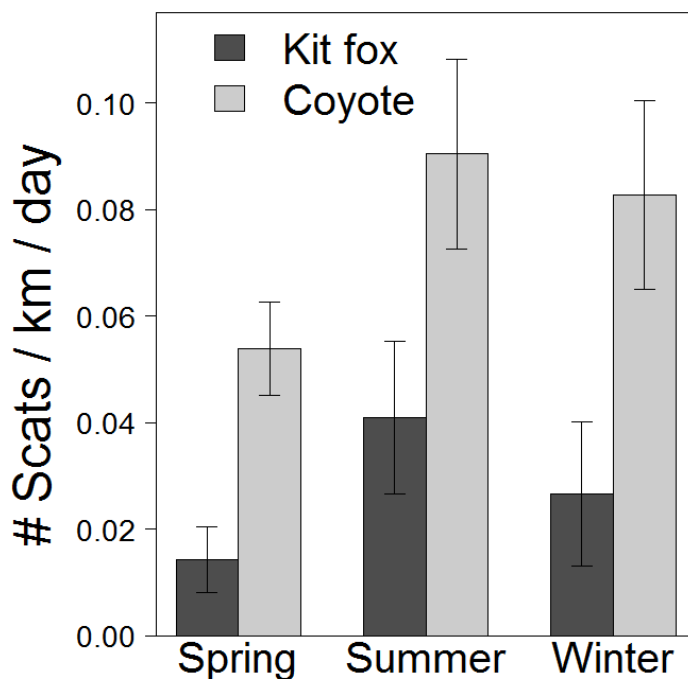 Kit fox
Coyote
# Scats / km / day
0.10
0.08
0.06
0.04
0.02
0.00
Spring Summer Winter